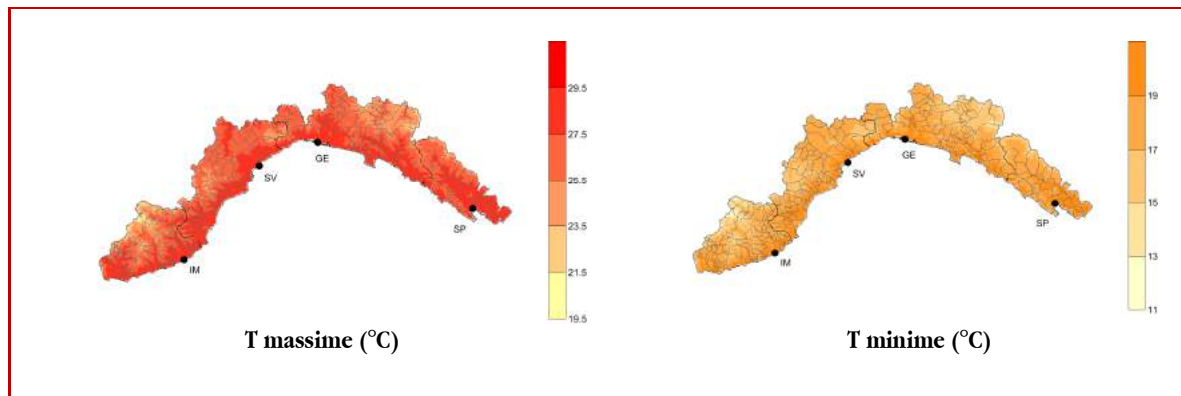 29.5
27.5
25.5
23.5
21.5
19.5
GE
SV
SP
IM
T massime (°C)
19
17
15
13
11
GE
SV
SP
IM
T minime (°C)